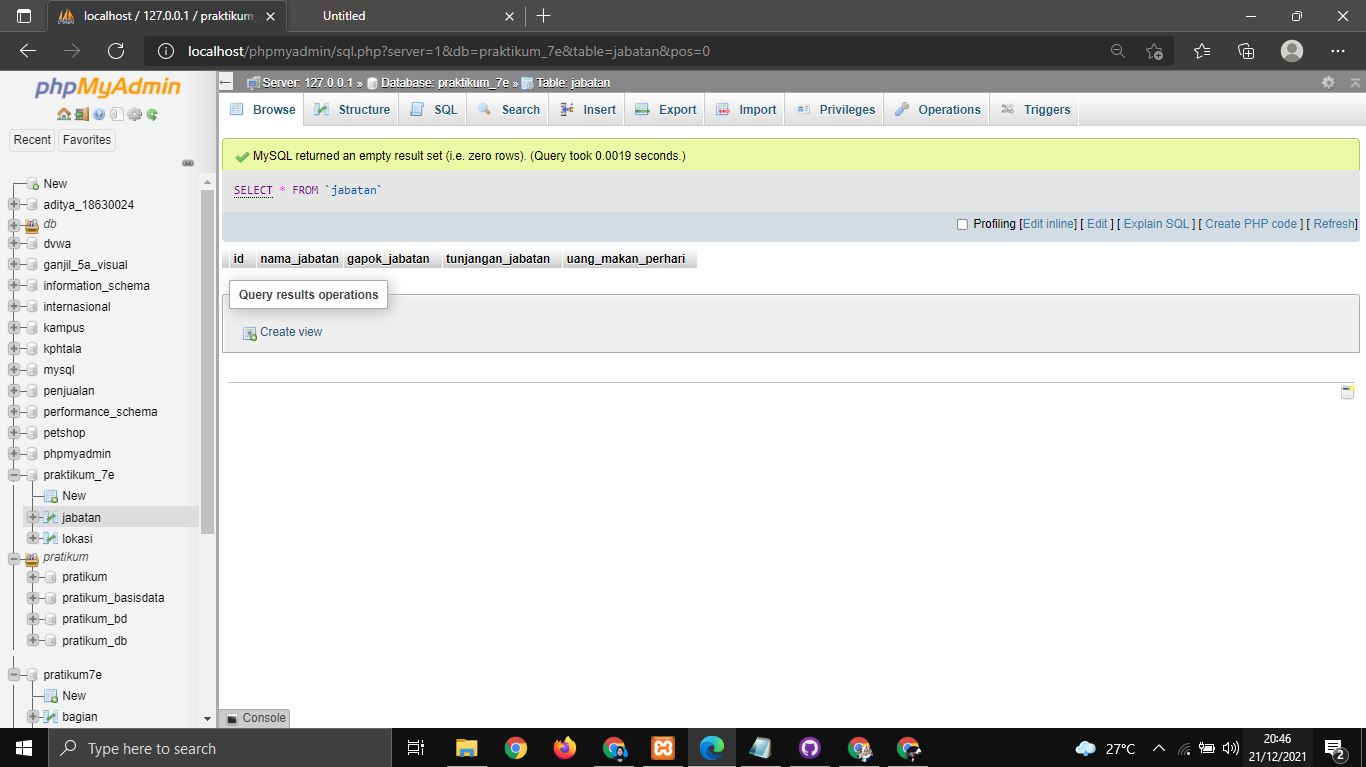 localhost / 127.0.0.1 / praktikum_
Untitled
localhost/phpmyadmin/sql.php?server=1&db=praktikum_7e&table=jabatan&pos=0
phpMyAdmin
Recent
Favorites
New
aditya_18630024
db
dvwa
ganjil_5a_visual
information_schema
internasional
kampus
kphtala
mysql
penjualan
performance_schema
petshop
phpmyadmin
praktikum_7e
New
jabatan
lokasi
pratikum
pratikum
pratikum_basisdata
pratikum_bd
pratikum_db
pratikum7e
New
bagian
Server: 127.0.0.1 » Database: praktikum_7e » Table: jabatan
Browse Structure SQL Search Insert Export Import Privileges Operations Triggers
MySQL returned an empty result set (i.e. zero rows). (Query took 0.0019 seconds.)
SELECT * FROM `jabatan`
Profiling [Edit inline] [ Edit ] [ Explain SQL ] [ Create PHP code ] [ Refresh]
id nama_jabatan gapok_jabatan tunjangan_jabatan uang_makan_perhari
Query results operations
Create view
Console
Type here to search
27°C
20:46
21/12/2021
2